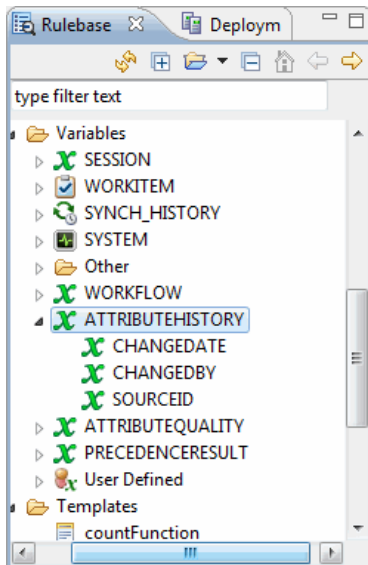 Rulebase Deploym
type filter text
Variables
SESSION
WORKITEM
SYNCH_HISTORY
SYSTEM
Other
WORKFLOW
ATTRIBUTEHISTORY
CHANGEDATE
CHANGEDBY
SOURCEID
ATTRIBUTEQUALITY
PRECEDENCERESULT
User Defined
Templates
countFunction